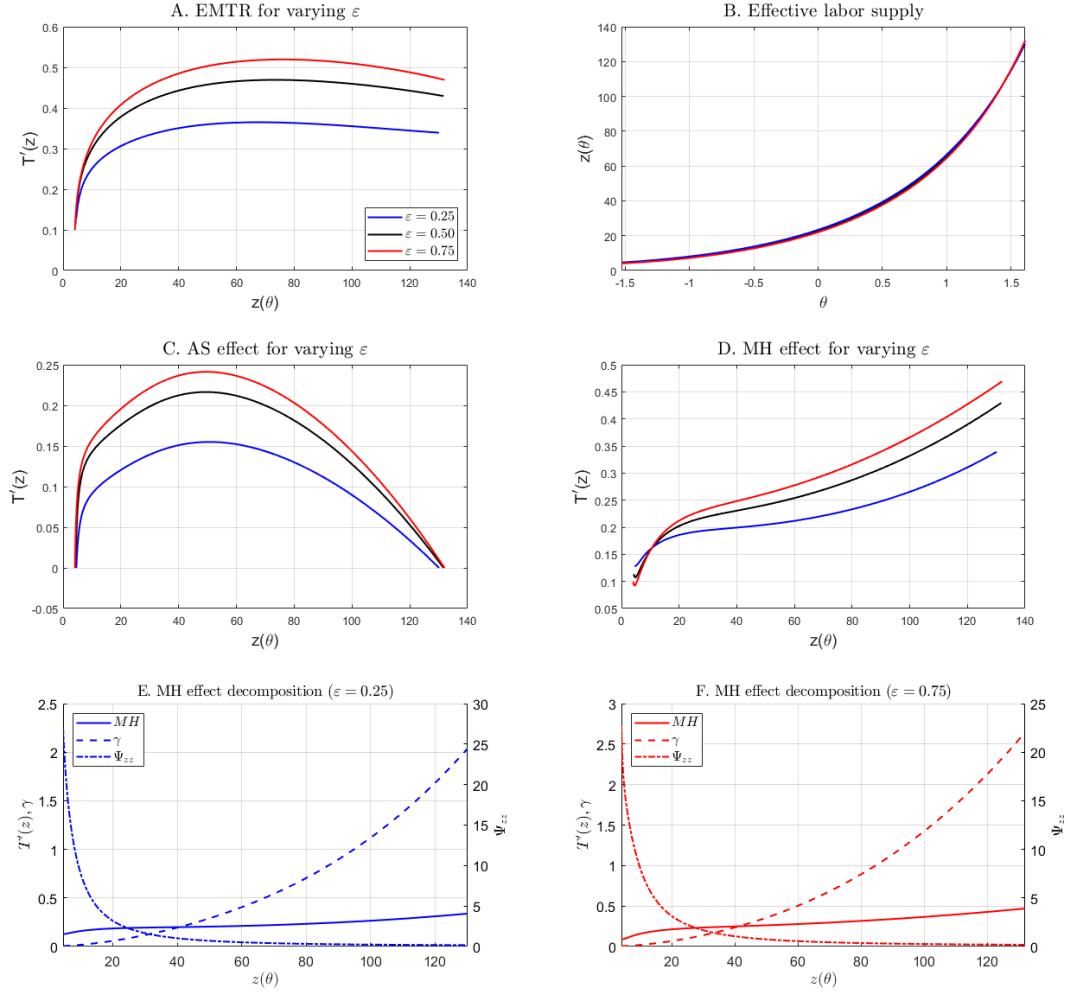 A. EMTR for varying ε
T′(z)
0.6
0.5
0.4
0.3
0.2
0.1
0
ε = 0.25
ε = 0.50
ε = 0.75
0 20 40 60 80 100 120 140
z(θ)
B. Effective labor supply
z(θ)
140
120
100
80
60
40
20
0
-1.5 -1 -0.5 0 0.5 1 1.5
θ
C. AS effect for varying ε
T′(z)
0.25
0.2
0.15
0.1
0.05
0
-0.05
0 20 40 60 80 100 120 140
z(θ)
D. MH effect for varying ε
T′(z)
0.5
0.45
0.4
0.35
0.3
0.25
0.2
0.15
0.1
0.05
0 20 40 60 80 100 120 140
z(θ)
E. MH effect decomposition (ε = 0.25)
T′(z), γ
2.5
2
1.5
1
0.5
0
MH
γ
Ψzz
30
25
20
15
10
5
0
Ψzz
20 40 60 80 100 120
z(θ)
F. MH effect decomposition (ε = 0.75)
T′(z), γ
3
2.5
2
1.5
1
0.5
0
MH
γ
Ψzz
25
20
15
10
5
0
Ψzz
20 40 60 80 100 120
z(θ)